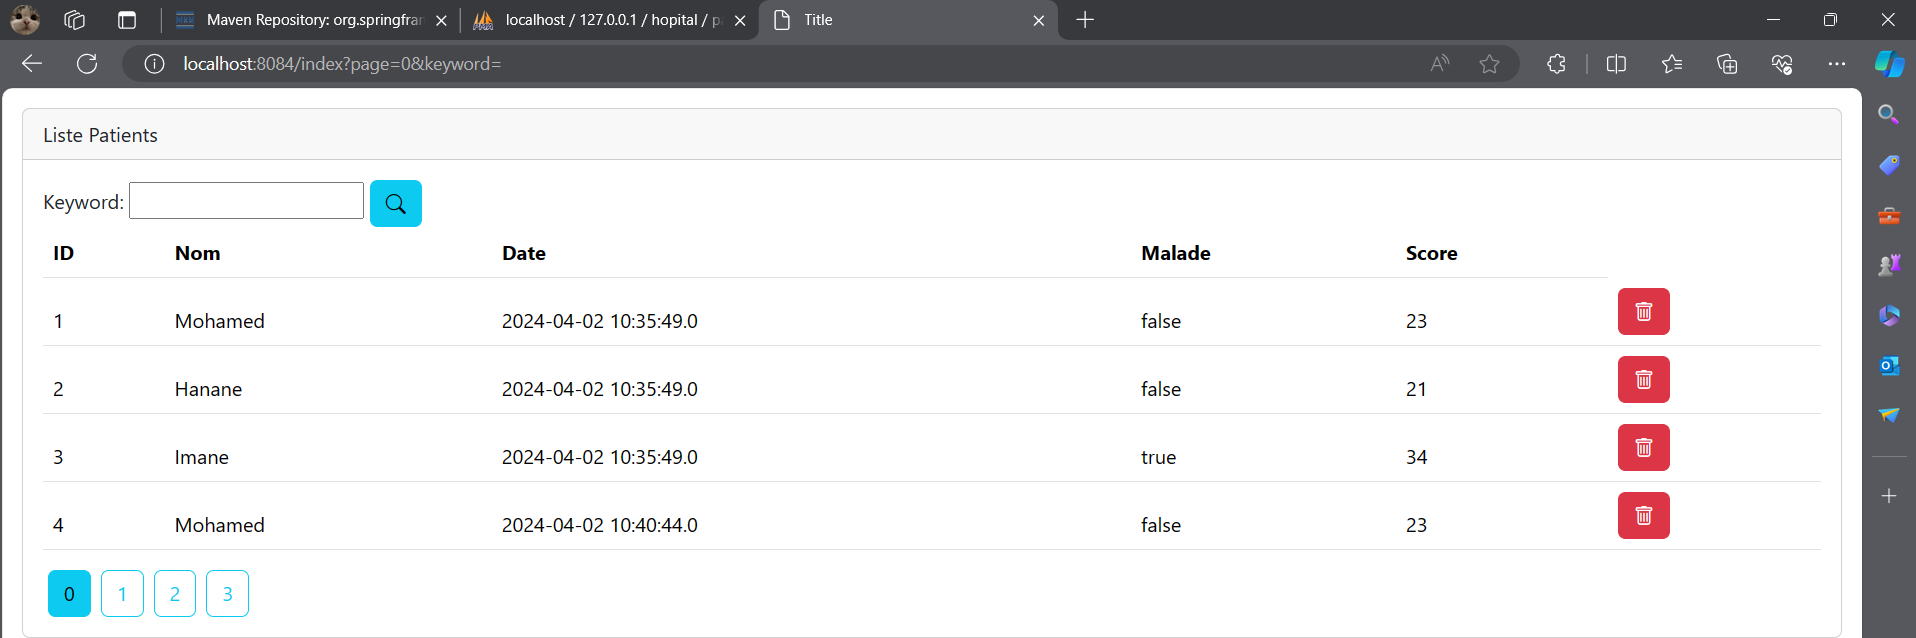 Maven Repository: org.springfran
localhost / 127.0.0.1 / hopital / pa
Title
localhost:8084/index?page=0&keyword=
Liste Patients
Keyword:
ID Nom Date Malade Score
1 Mohamed 2024-04-02 10:35:49.0 false 23
2 Hanane 2024-04-02 10:35:49.0 false 21
3 Imane 2024-04-02 10:35:49.0 true 34
4 Mohamed 2024-04-02 10:40:44.0 false 23
0 1 2 3